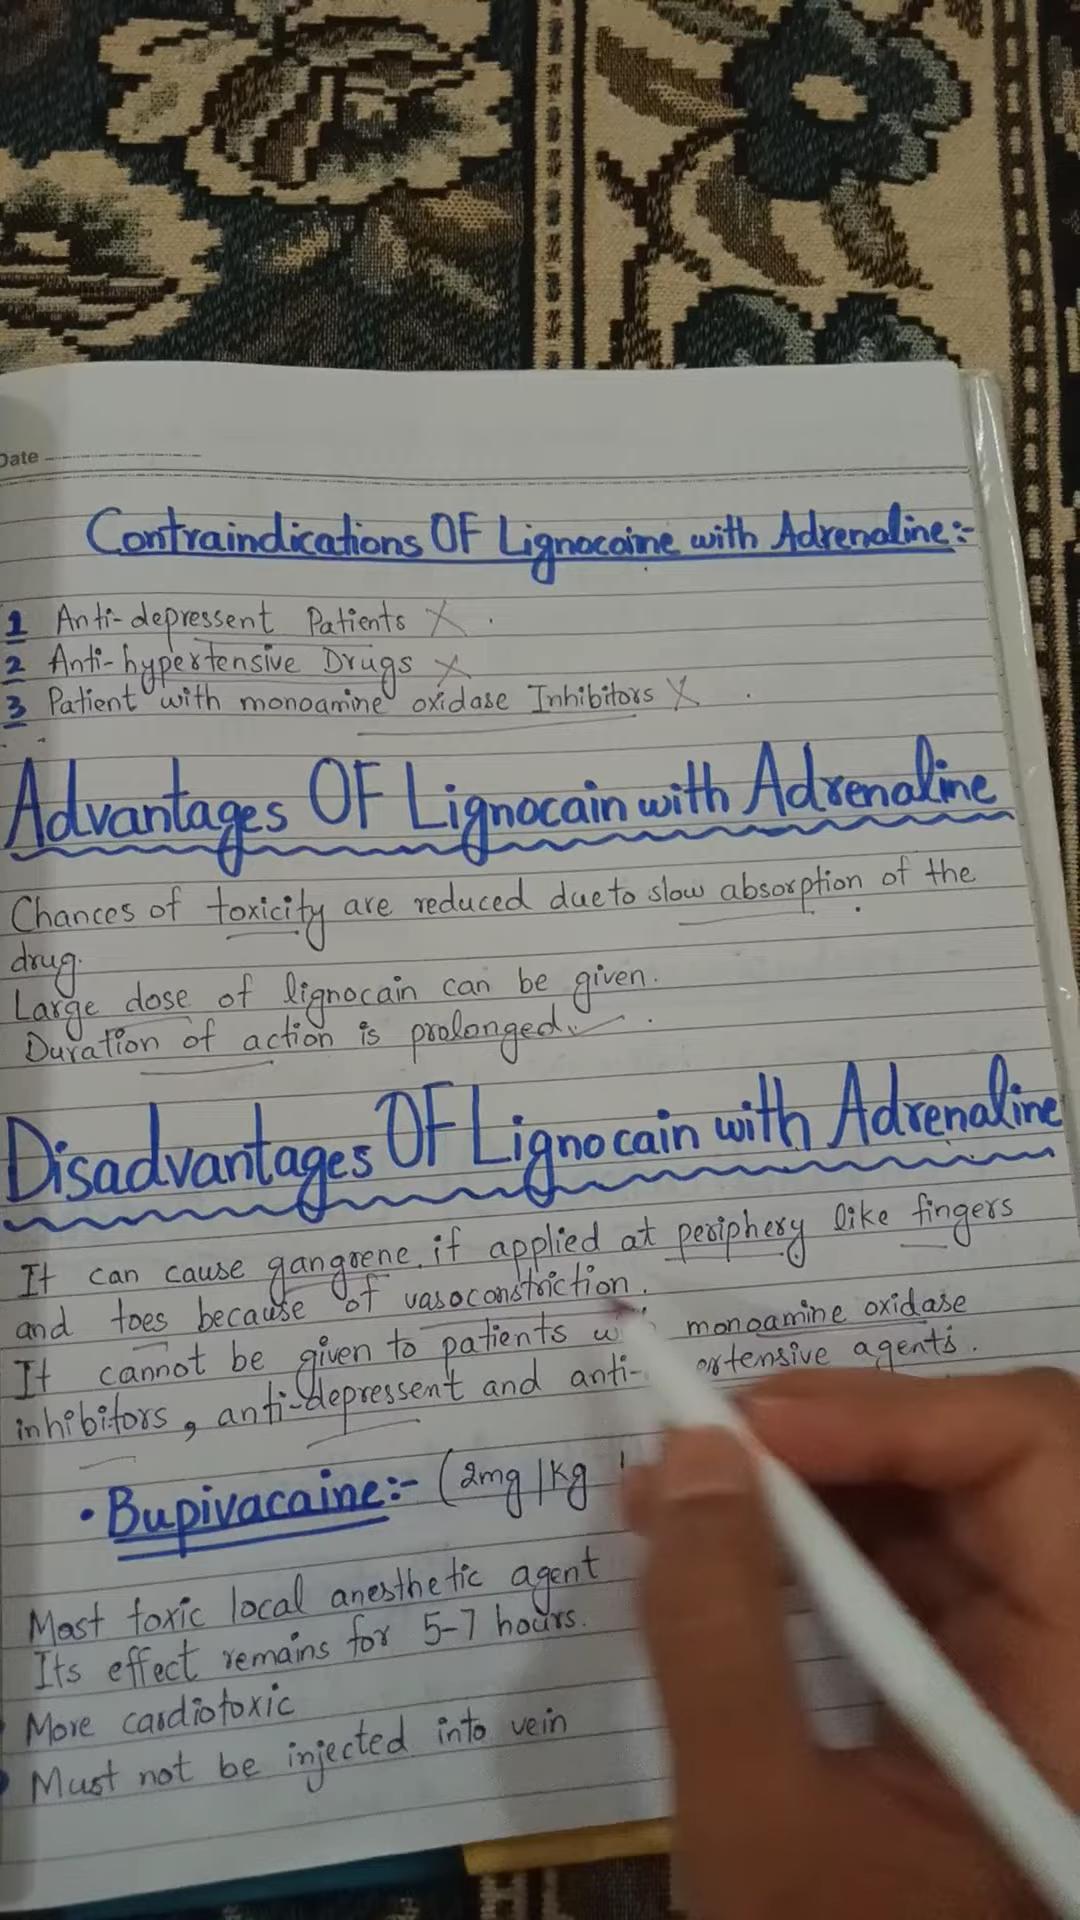 Date
Contraindications OF Lignocaine with Adrenaline:-
1 Anti-depressent Patients X
2 Anti-hypertensive Drugs X
3 Patient with monoamine oxidase Inhibitors X
Advantages OF Lignocain with Adrenaline
Chances of toxicity are reduced due to slow absorption of the
drug.
Large dose of lignocain can be given.
Duration of action is prolonged.
Disadvantages OF Lignocain with Adrenaline
It can cause gangrene if applied at periphery like fingers
and toes because of vasoconstriction.
It cannot be given to patients monoamine oxidase
inhibitors, anti-depressent and anti- ertensive agents.
• Bupivacaine:- (2mg/kg
Most toxic local anesthetic agent
Its effect remains for 5-7 hours.
More cardiotoxic
Must not be injected into vein